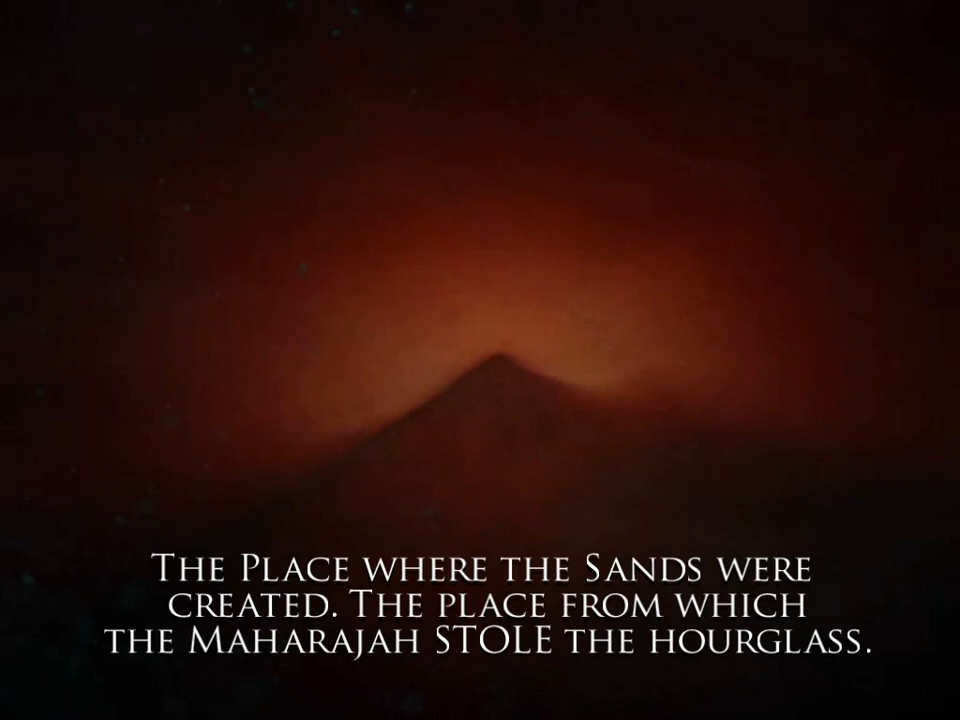 The Place where the Sands were
created. The place from which
the Maharajah STOLE the hourglass.